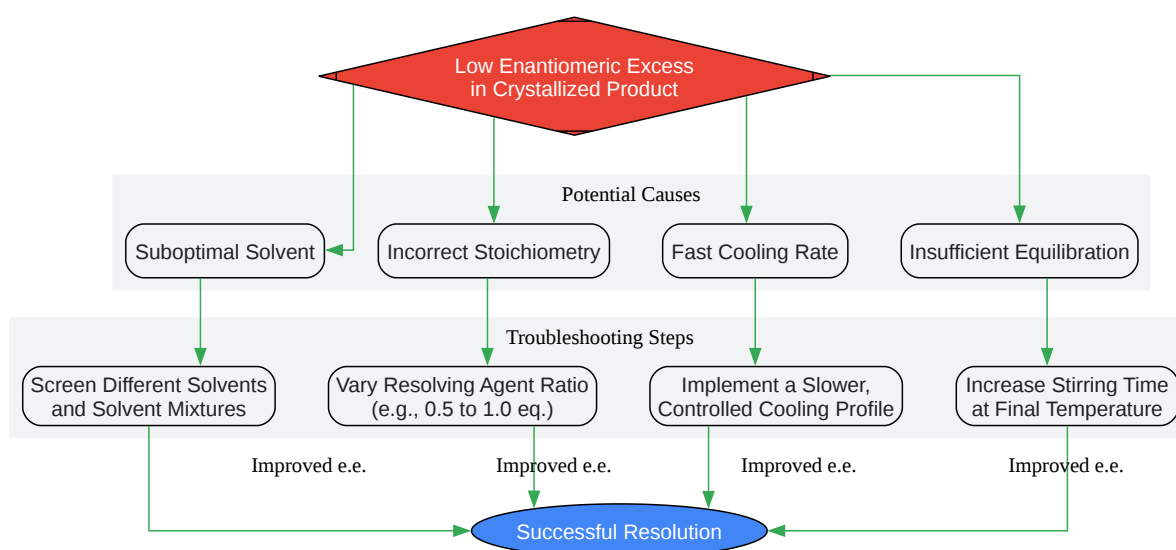 Low Enantiomeric Excess
in Crystallized Product
Potential Causes
Suboptimal Solvent
Incorrect Stoichiometry
Fast Cooling Rate
Insufficient Equilibration
Troubleshooting Steps
Screen Different Solvents
and Solvent Mixtures
Vary Resolving Agent Ratio
(e.g., 0.5 to 1.0 eq.)
Implement a Slower,
Controlled Cooling Profile
Increase Stirring Time
at Final Temperature
Improved e.e.
Improved e.e.
Improved e.e.
Improved e.e.
Successful Resolution